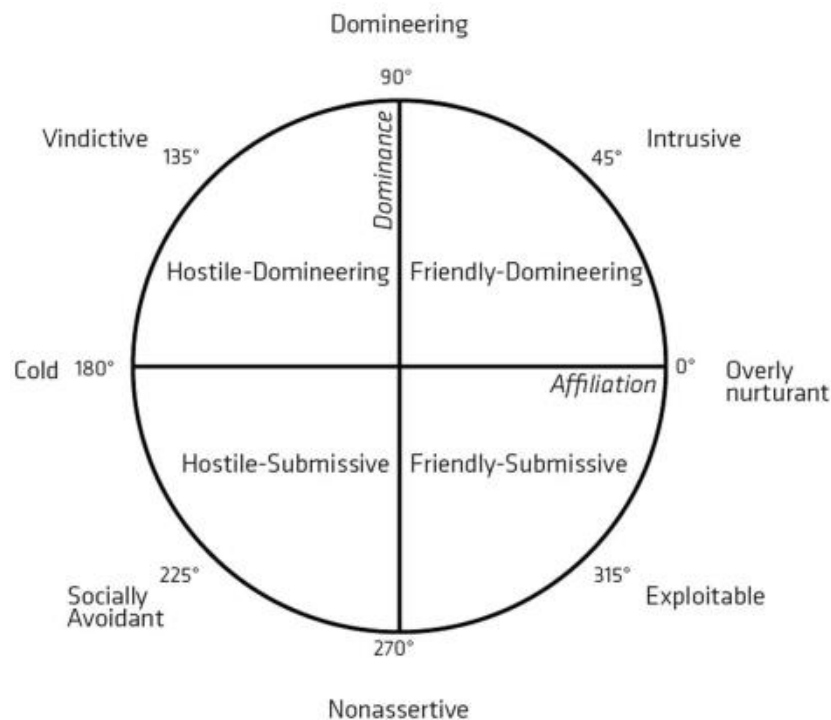 Domineering
90°
Vindictive
135°
Dominance
45°
Intrusive
Hostile-Domineering
Friendly-Domineering
Cold
180°
Affiliation
0°
Overly
nurturant
Hostile-Submissive
Friendly-Submissive
225°
Socially
Avoidant
315°
Exploitable
270°
Nonassertive